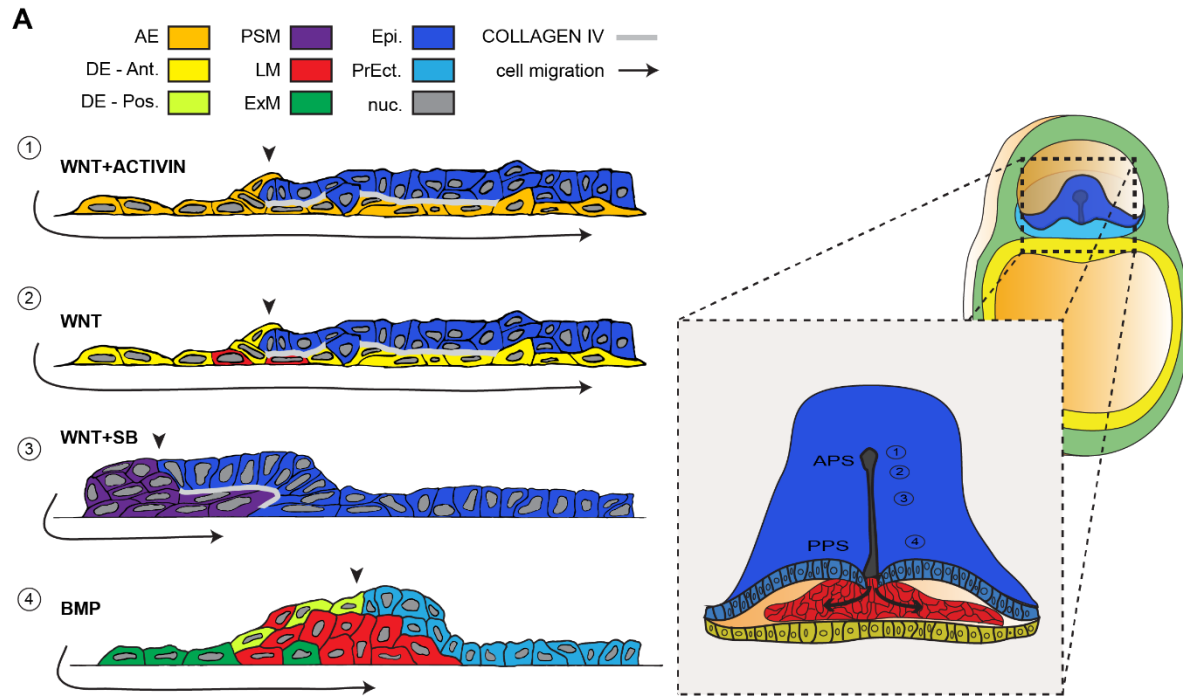 A
AE PSM Epi. COLLAGEN IV
DE - Ant. LM PrEct. cell migration
DE - Pos. ExM nuc.
1 WNT+ACTIVIN
2 WNT
3 WNT+SB
4 BMP
APS 1
2
3
PPS 4